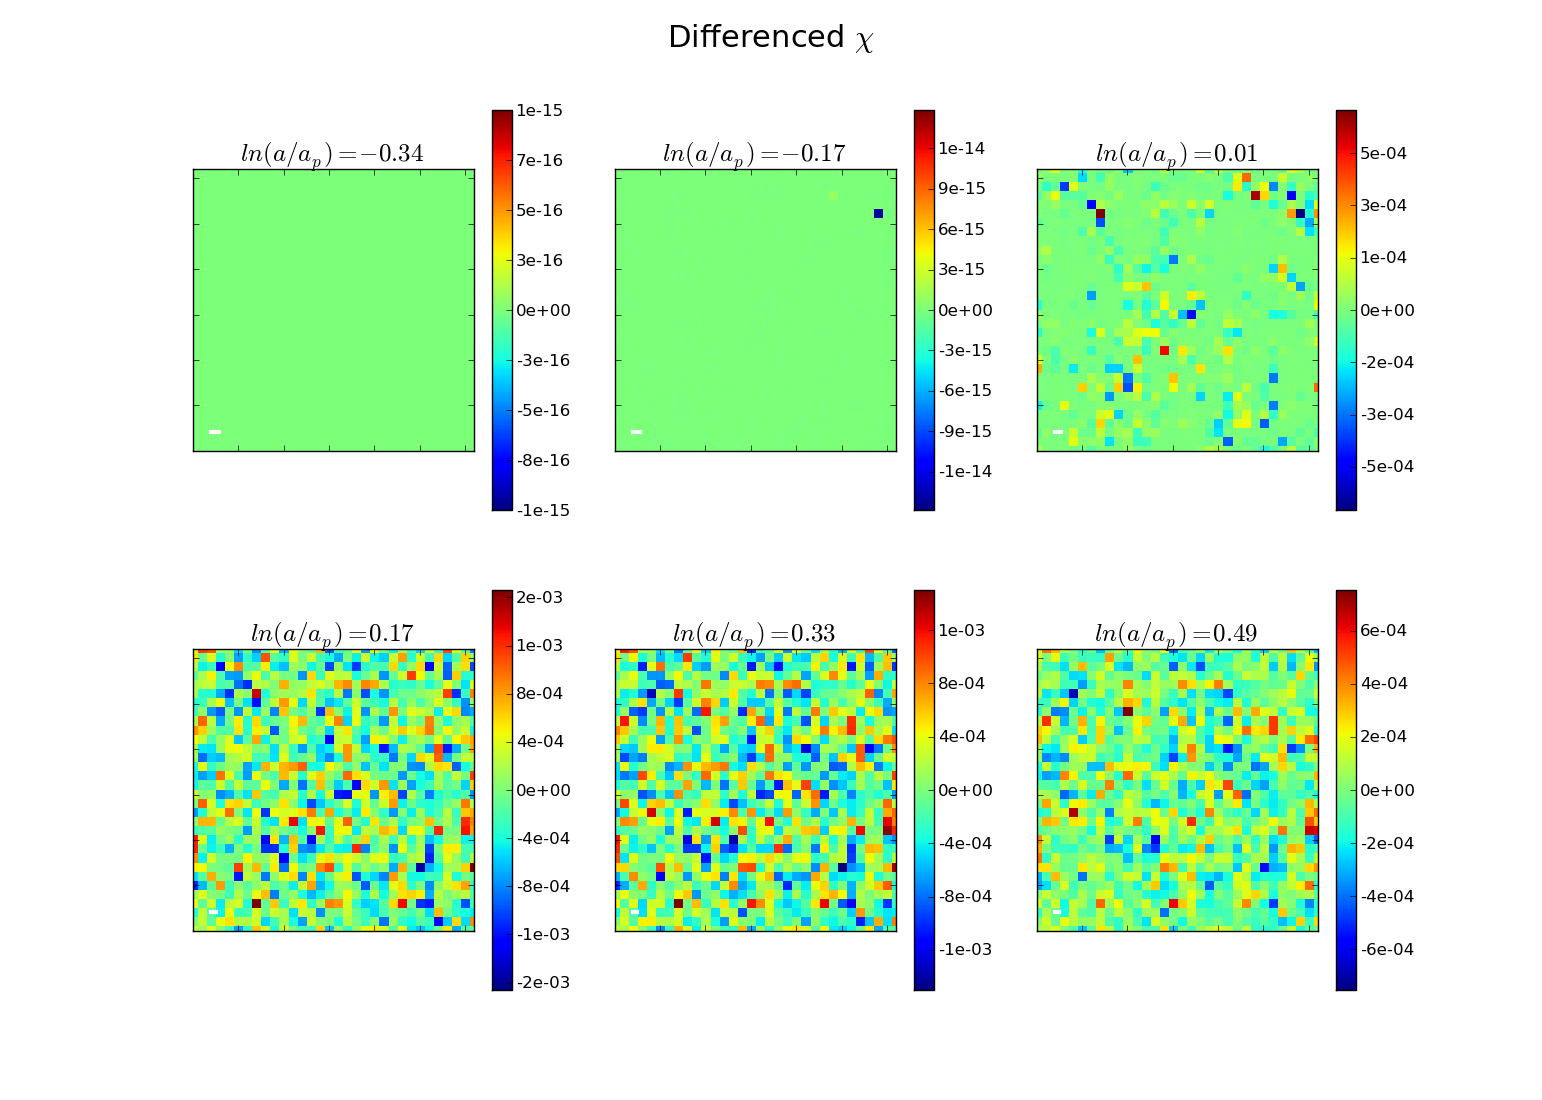 Differenced χ
ln(a/a_p)=−0.34
1e-15
7e-16
5e-16
3e-16
0e+00
-3e-16
-5e-16
-8e-16
-1e-15
ln(a/a_p)=−0.17
1e-14
9e-15
6e-15
3e-15
0e+00
-3e-15
-6e-15
-9e-15
-1e-14
ln(a/a_p)=0.01
5e-04
3e-04
1e-04
0e+00
-2e-04
-3e-04
-5e-04
ln(a/a_p)=0.17
2e-03
1e-03
8e-04
4e-04
0e+00
-4e-04
-8e-04
-1e-03
-2e-03
ln(a/a_p)=0.33
1e-03
8e-04
4e-04
0e+00
-4e-04
-8e-04
-1e-03
ln(a/a_p)=0.49
6e-04
4e-04
2e-04
0e+00
-2e-04
-4e-04
-6e-04